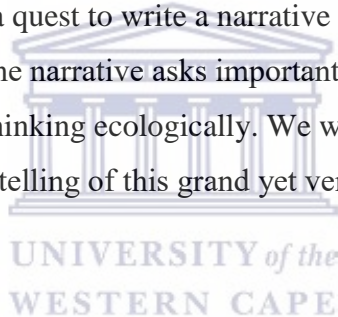 a quest to write a narrative
ne narrative asks important
hinking ecologically. We w
telling of this grand yet ver
UNIVERSITY of the
WESTERN CAPE